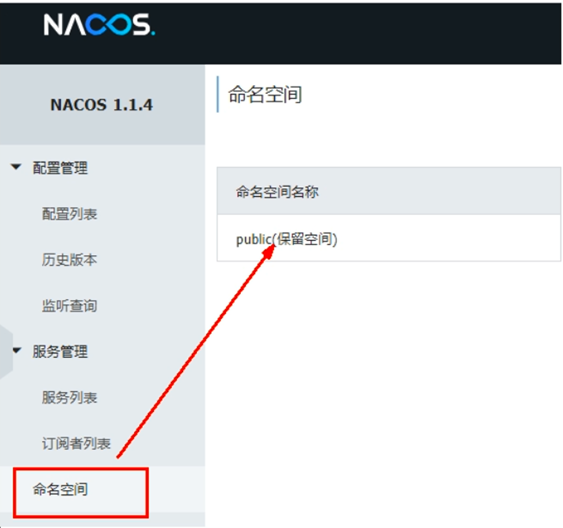 NACOS.
NACOS 1.1.4
配置管理
配置列表
历史版本
监听查询
服务管理
服务列表
订阅者列表
命名空间
命名空间
命名空间名称
public(保留空间)